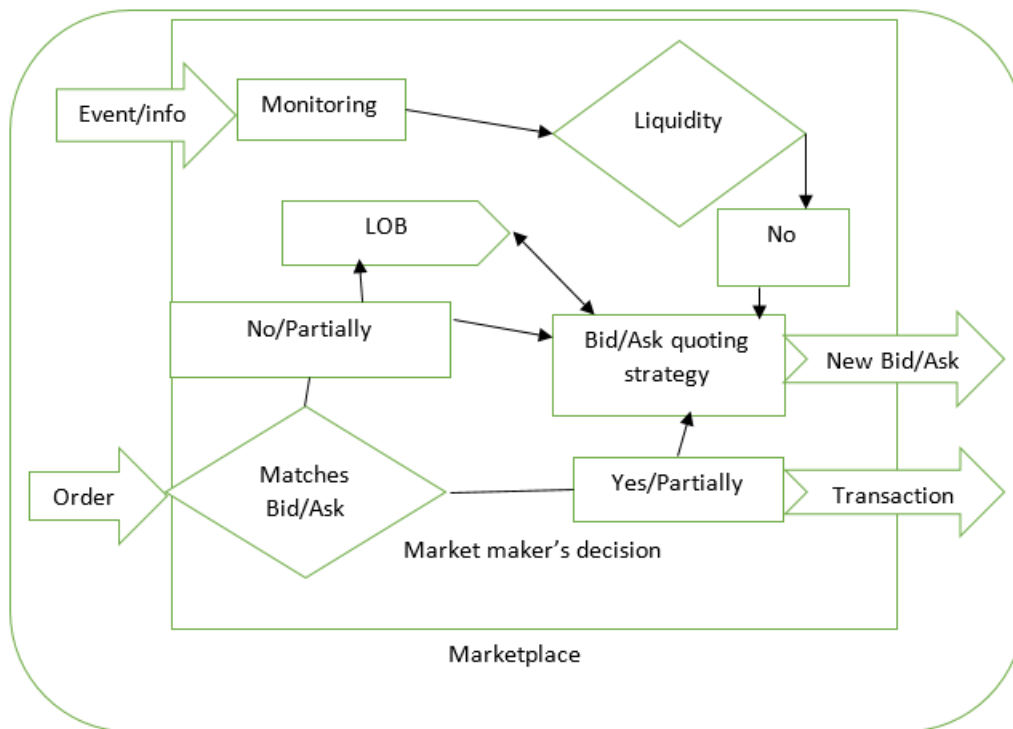 Event/info
Monitoring
Liquidity
LOB
No
No/Partially
Bid/Ask quoting
strategy
New Bid/Ask
Order
Matches
Bid/Ask
Yes/Partially
Transaction
Market maker’s decision
Marketplace